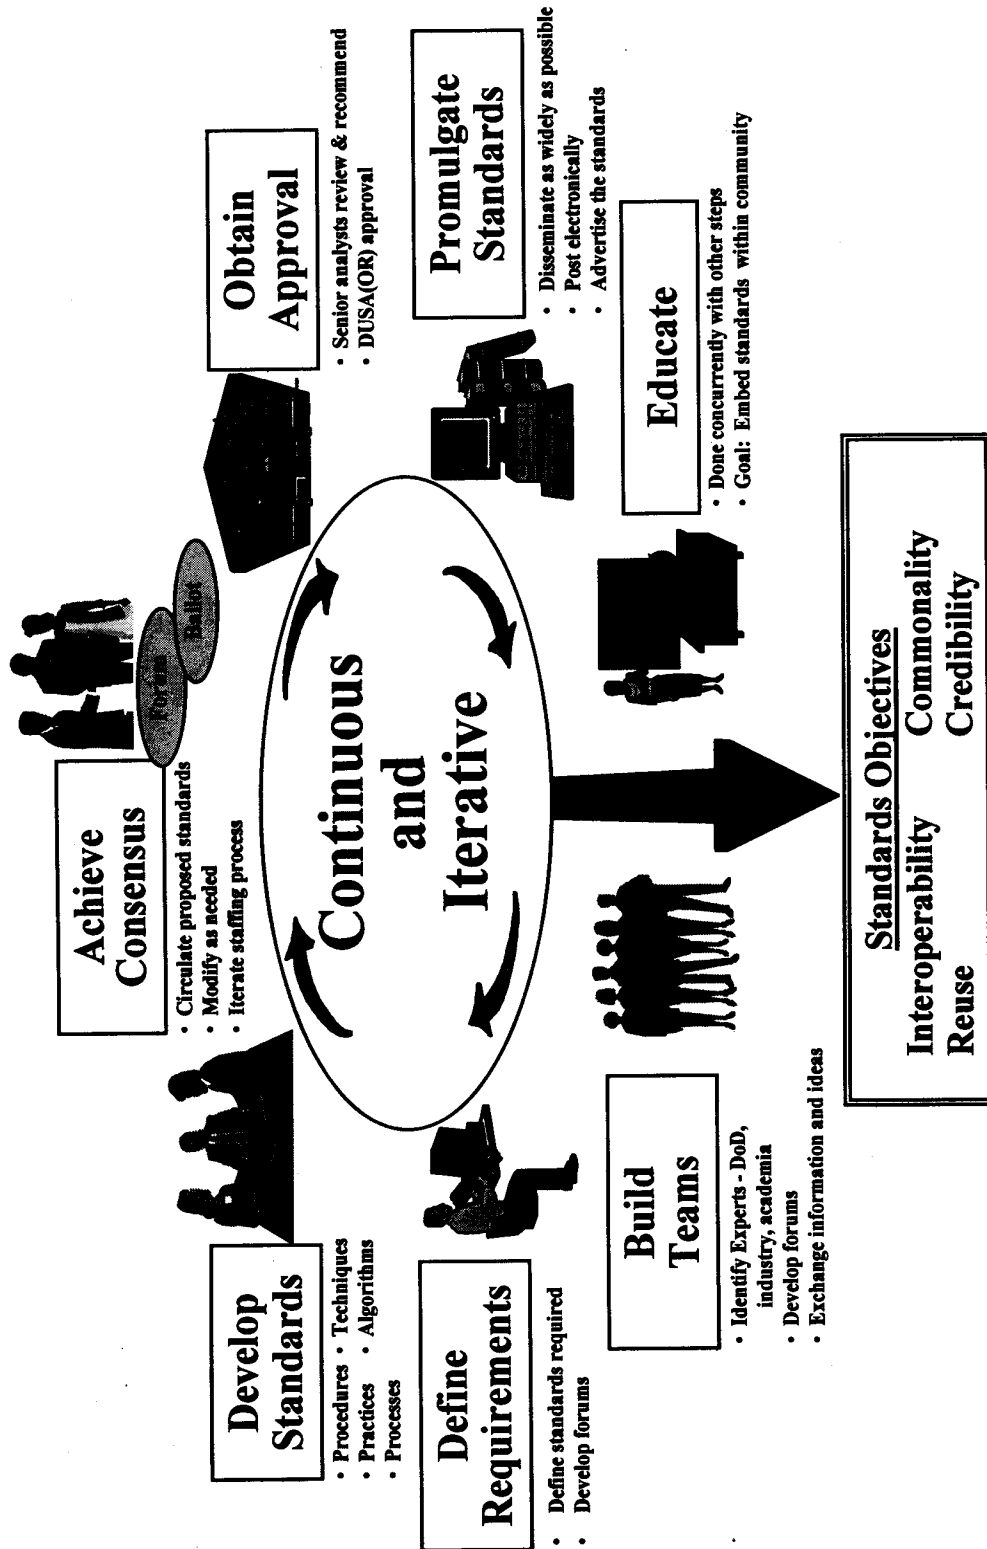 Achieve
Consensus
• Circulate proposed standards
• Modify as needed
• Iterate staffing process
Forum
Ballot
Develop
Standards
• Procedures • Techniques
• Practices • Algorithms
• Processes
Obtain
Approval
• Senior analysts review & recommend
• DUSA(OR) approval
Define
Requirements
• Define standards required
• Develop forums
Continuous
and
Iterative
Promulgate
Standards
• Disseminate as widely as possible
• Post electronically
• Advertise the standards
Build
Teams
• Identify Experts - DoD,
industry, academia
• Develop forums
• Exchange information and ideas
Educate
• Done concurrently with other steps
• Goal: Embed standards within community
Standards Objectives
Interoperability Commonality
Reuse Credibility